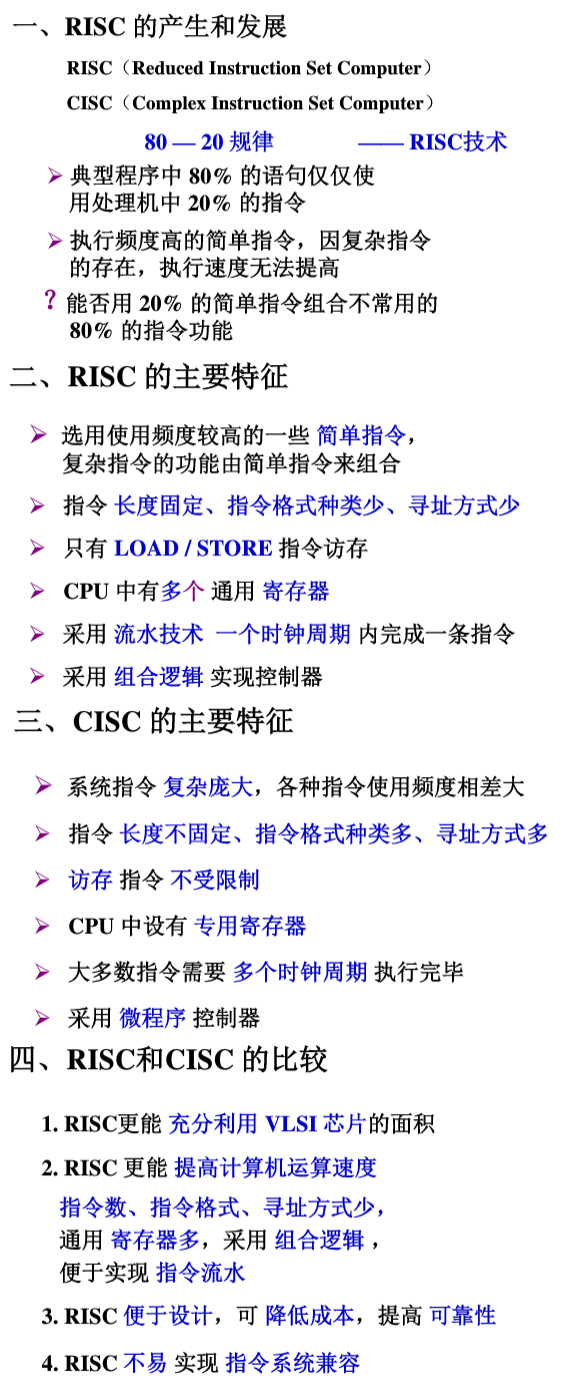 一、RISC 的产生和发展
RISC（Reduced Instruction Set Computer）
CISC（Complex Instruction Set Computer）
80 — 20 规律 —— RISC技术
➢ 典型程序中 80% 的语句仅仅使
用处理机中 20% 的指令
➢ 执行频度高的简单指令，因复杂指令
的存在，执行速度无法提高
? 能否用 20% 的简单指令组合不常用的
80% 的指令功能
二、RISC 的主要特征
➢ 选用使用频度较高的一些 简单指令，
复杂指令的功能由简单指令来组合
➢ 指令 长度固定、指令格式种类少、寻址方式少
➢ 只有 LOAD / STORE 指令访存
➢ CPU 中有多个 通用 寄存器
➢ 采用 流水技术 一个时钟周期 内完成一条指令
➢ 采用 组合逻辑 实现控制器
三、CISC 的主要特征
➢ 系统指令 复杂庞大，各种指令使用频度相差大
➢ 指令 长度不固定、指令格式种类多、寻址方式多
➢ 访存 指令 不受限制
➢ CPU 中设有 专用寄存器
➢ 大多数指令需要 多个时钟周期 执行完毕
➢ 采用 微程序 控制器
四、RISC和CISC 的比较
1. RISC更能 充分利用 VLSI 芯片的面积
2. RISC 更能 提高计算机运算速度
指令数、指令格式、寻址方式少，
通用 寄存器多，采用 组合逻辑 ，
便于实现 指令流水
3. RISC 便于设计，可 降低成本，提高 可靠性
4. RISC 不易 实现 指令系统兼容